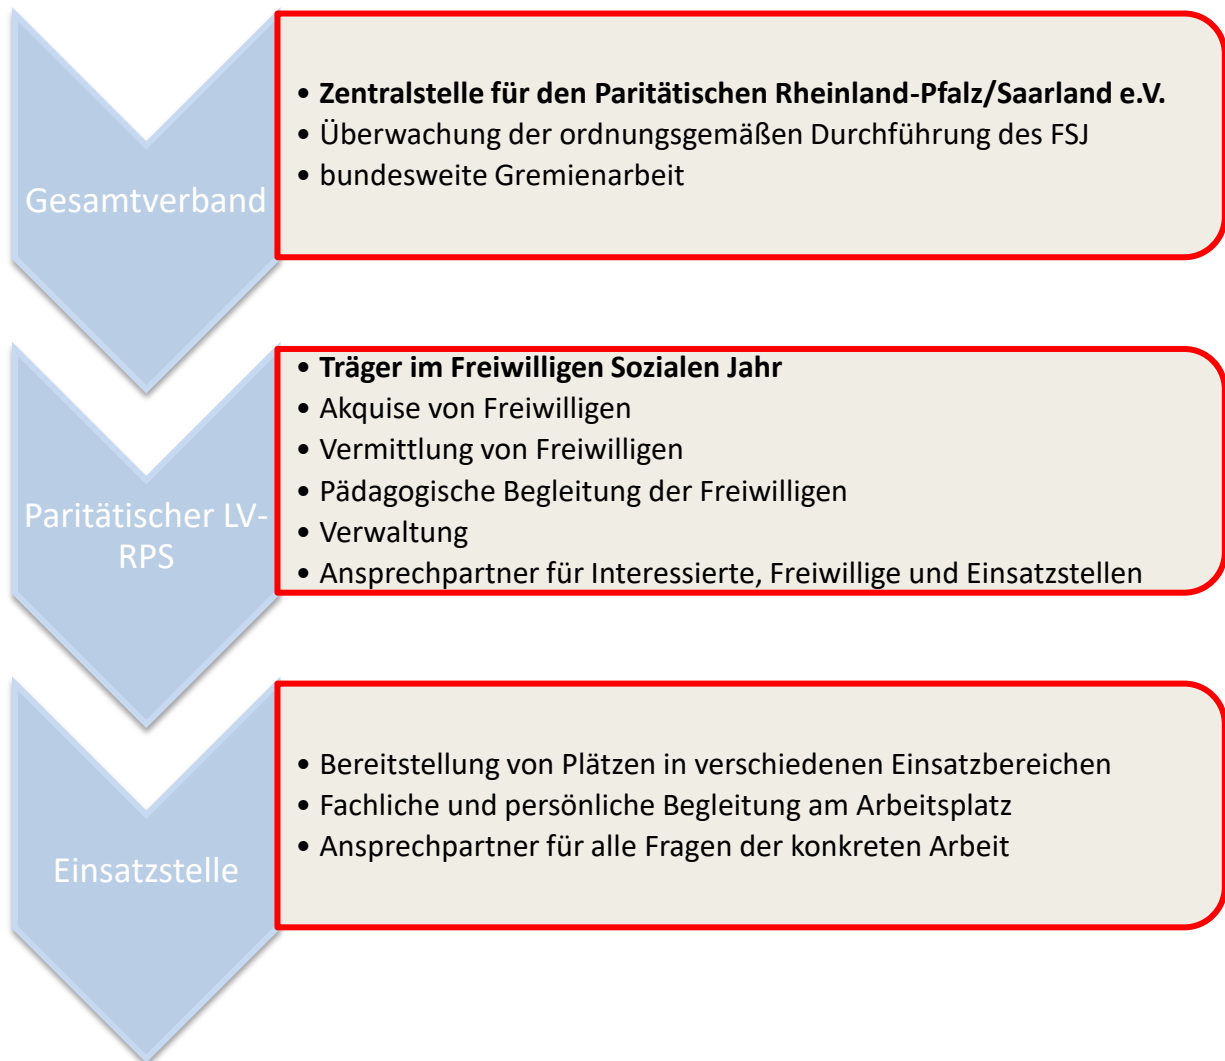 Gesamtverband
• Zentralstelle für den Paritätischen Rheinland-Pfalz/Saarland e.V.
• Überwachung der ordnungsgemäßen Durchführung des FSJ
• bundesweite Gremienarbeit
Paritätischer LV-
RPS
• Träger im Freiwilligen Sozialen Jahr
• Akquise von Freiwilligen
• Vermittlung von Freiwilligen
• Pädagogische Begleitung der Freiwilligen
• Verwaltung
• Ansprechpartner für Interessierte, Freiwillige und Einsatzstellen
Einsatzstelle
• Bereitstellung von Plätzen in verschiedenen Einsatzbereichen
• Fachliche und persönliche Begleitung am Arbeitsplatz
• Ansprechpartner für alle Fragen der konkreten Arbeit